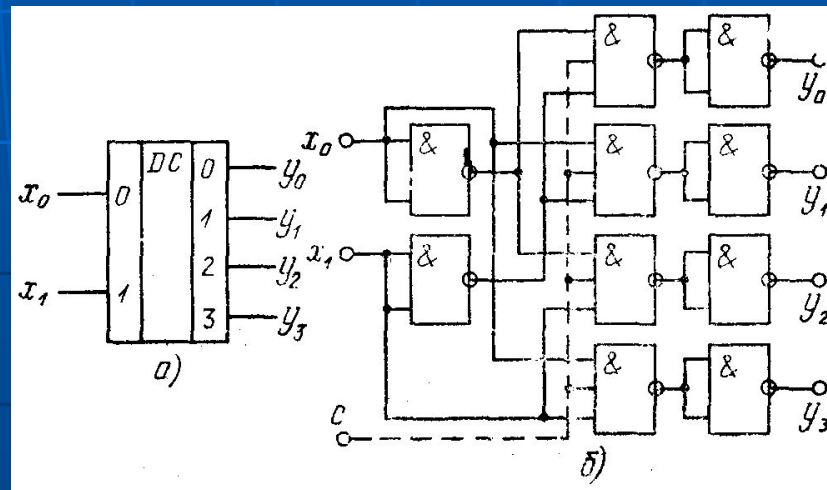 DC
x₀ 0 0 y₀
1 y₁
x₁ 1 2 y₂
3 y₃
а)
& & y₀
x₀ & & & y₁
x₁ & & & y₂
& & y₃
C
б)